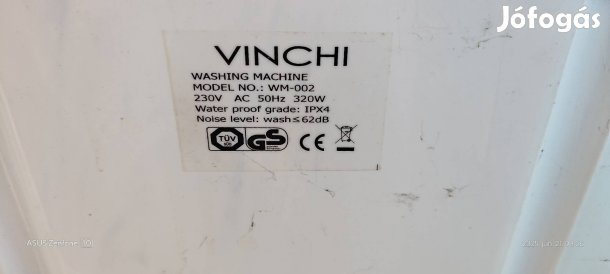 Jófogás
VINCHI
WASHING MACHINE
MODEL NO.: WM-002
230V AC 50Hz 320W
Water proof grade: IPX4
Noise level: wash≤62dB
TÜV GS CE
ASUS Zenfone 10